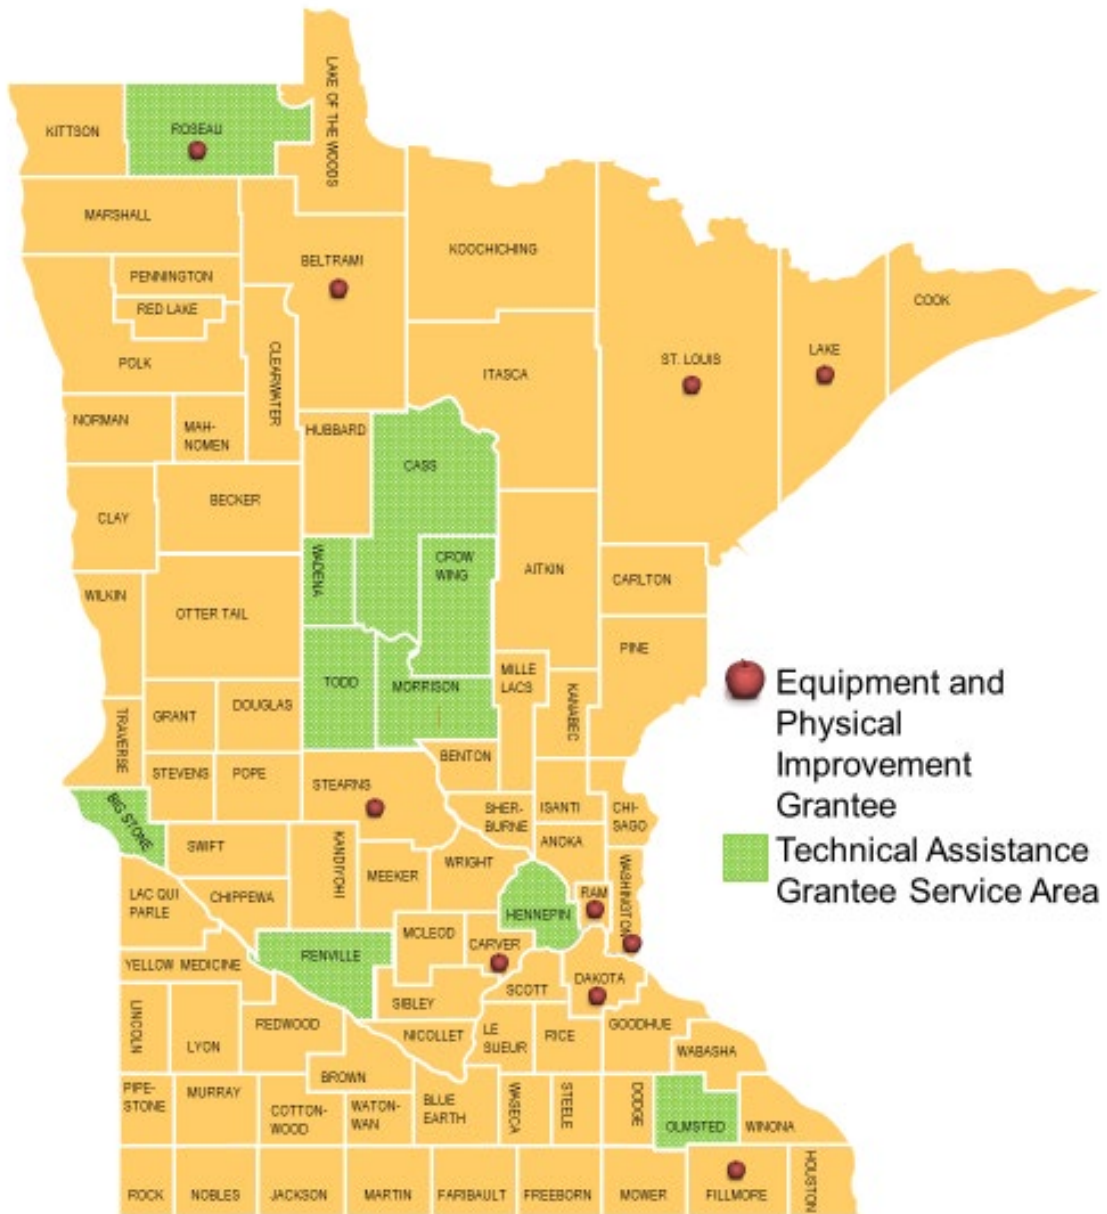 LAKE OF THE WOODS
KITTSON
ROSEAU
MARSHALL
BELTRAMI
KOOCHICHING
PENNINGTON
RED LAKE
COOK
POLK
CLEARWATER
ITASCA
ST. LOUIS
LAKE
NORMAN
MAH-
NOMEN
HUBBARD
CASS
CLAY
BECKER
WADENA
CROW
WING
AITKIN
CARLTON
WILKIN
OTTER TAIL
PINE
TODD
MORRISON
MILLE
LACS
KANABEC
Equipment and
Physical
Improvement
Grantee
TRAVERSE
GRANT
DOUGLAS
BENTON
STEVENS
POPE
STEARNS
BIG STONE
SHER-
BURNE
ISANTI
CHI-
SAGO
SWIFT
KANDIYOHI
ANOKA
Technical Assistance
Grantee Service Area
MEEKER
WRIGHT
WASHINGTON
LAC QUI
PARLE
CHIPPEWA
HENNEPIN
RAM
RENVILLE
MCLEOD
CARVER
YELLOW MEDICINE
SCOTT
DAKOTA
SIBLEY
LINCOLN
LYON
REDWOOD
NICOLLET
LE
SUEUR
RICE
GOODHUE
WABASHA
BROWN
PIPE-
STONE
MURRAY
COTTON-
WOOD
WATON-
WAN
BLUE
EARTH
WASECA
STEELE
DODGE
OLMSTED
WINONA
ROCK
NOBLES
JACKSON
MARTIN
FARIBAULT
FREEBORN
MOWER
FILLMORE
HOUSTON